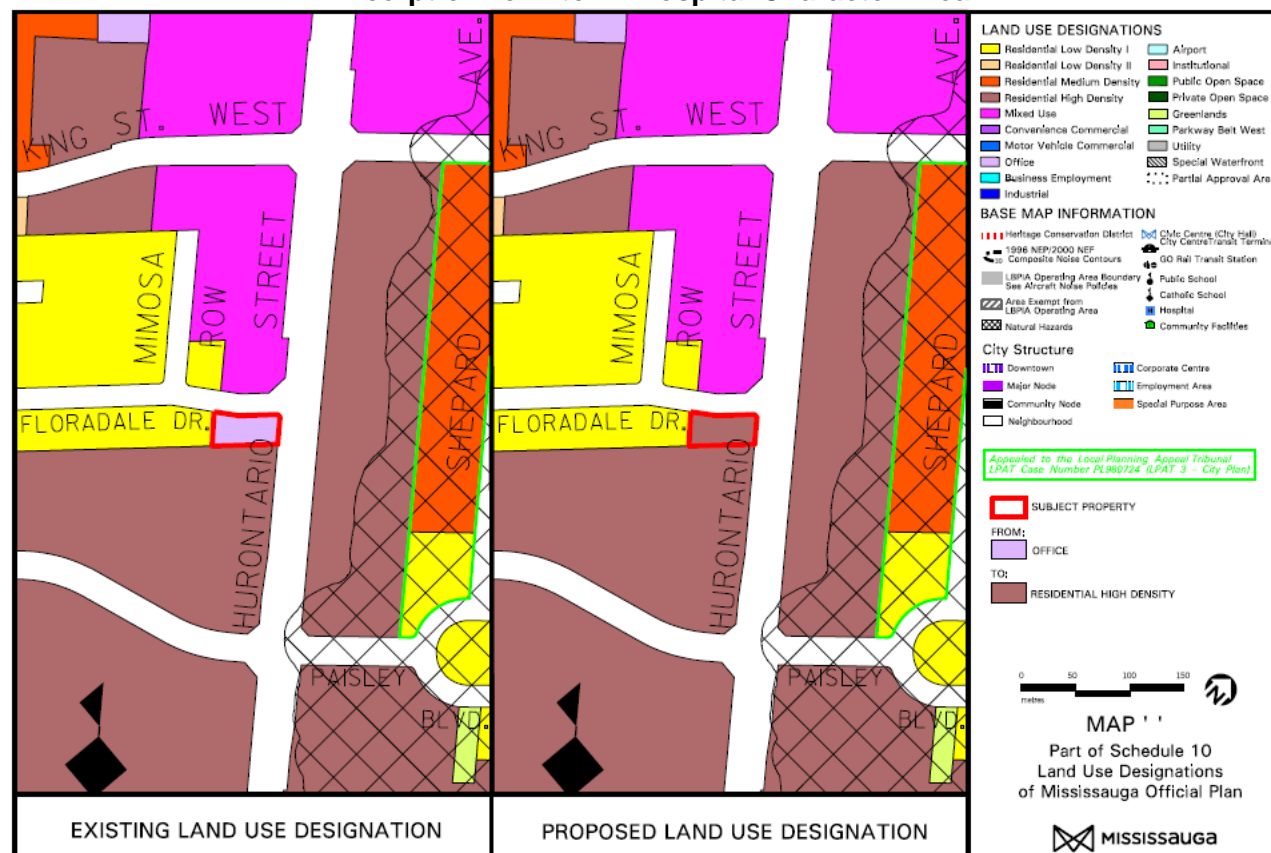 AVE.
KING ST. WEST
MIMOSA
ROW
STREET
FLORADALE DR.
HURONTARIO
SHEPARD
PAISLEY
BLVD.
EXISTING LAND USE DESIGNATION
AVE.
KING ST. WEST
MIMOSA
ROW
STREET
FLORADALE DR.
HURONTARIO
SHEPARD
PAISLEY
BLVD.
PROPOSED LAND USE DESIGNATION
LAND USE DESIGNATIONS
Residential Low Density I
Residential Low Density II
Residential Medium Density
Residential High Density
Mixed Use
Convenience Commercial
Motor Vehicle Commercial
Office
Business Employment
Industrial
Airport
Institutional
Public Open Space
Private Open Space
Greenlands
Parkway Belt West
Utility
Special Waterfront
Partial Approval Area
BASE MAP INFORMATION
Heritage Conservation District
1996 NEP/2000 NEF
Composite Noise Contours
LBPIA Operating Area Boundary
See Aircraft Noise Policies
Area Exempt from
LBPIA Operating Area
Natural Hazards
Civic Centre (City Hall)
City Centre Transit Termina
GO Rail Transit Station
Public School
Catholic School
H Hospital
Community Facilities
City Structure
Downtown
Major Node
Community Node
Neighbourhood
Corporate Centre
Employment Area
Special Purpose Area
Appealed to the Local Planning Appeal Tribunal
LPAT Case Number PL980724 (LPAT 3 - City Plan)
SUBJECT PROPERTY
FROM:
OFFICE
TO:
RESIDENTIAL HIGH DENSITY
0 50 100 150
metres
N
MAP ' '
Part of Schedule 10
Land Use Designations
of Mississauga Official Plan
MISSISSAUGA